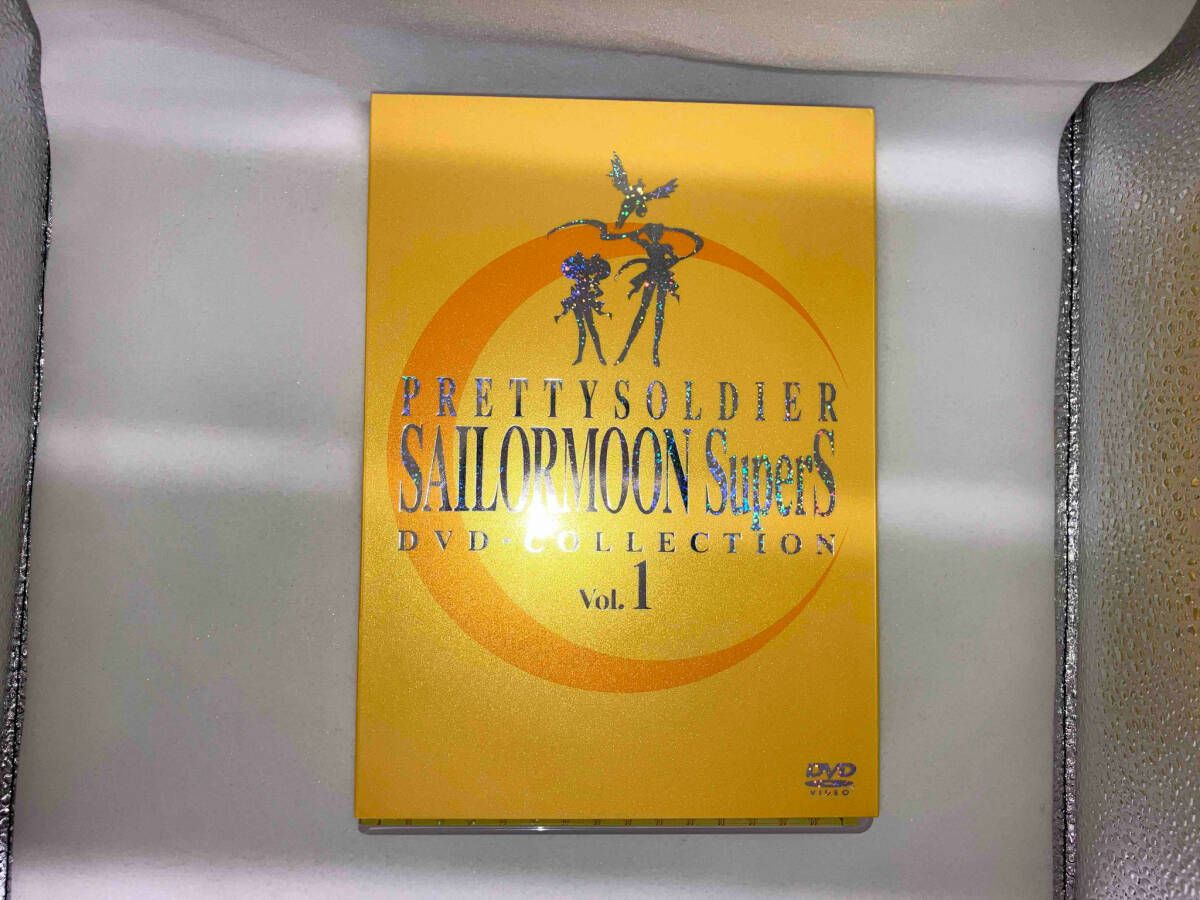 PRETTYSOLDIER
SAILORMOON SuperS
DVD・COLLECTION
Vol. 1
DVD
VIDEO